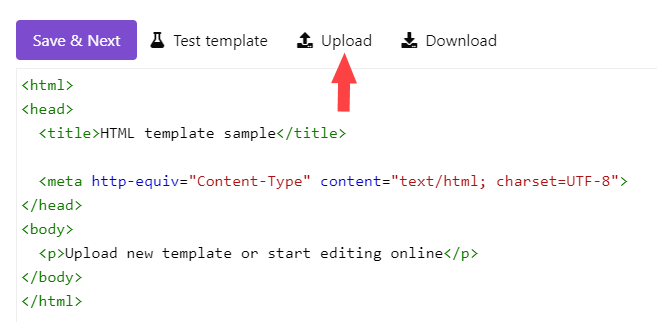 Save & Next Test template Upload Download
<html>
<head>
  <title>HTML template sample</title>

  <meta http-equiv="Content-Type" content="text/html; charset=UTF-8">
</head>
<body>
  <p>Upload new template or start editing online</p>
</body>
</html>